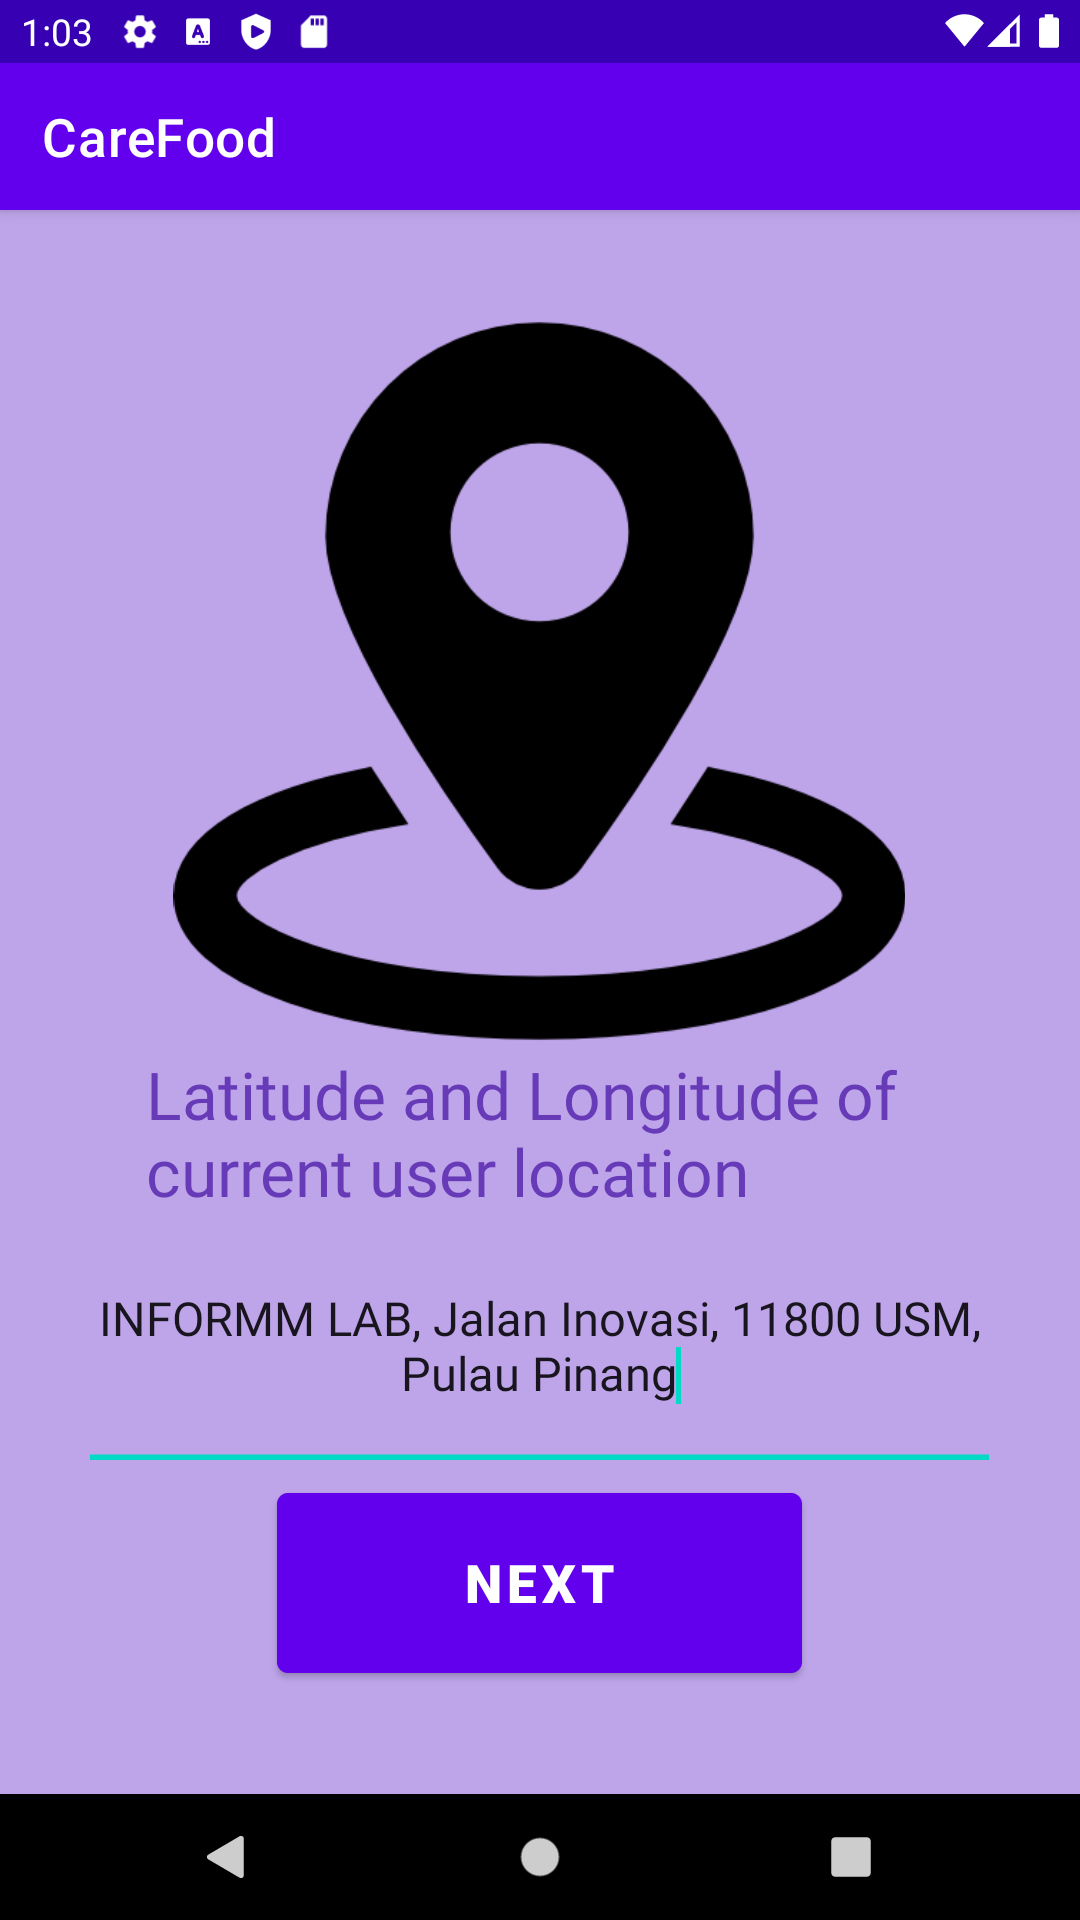 1:03
CareFood
Latitude and Longitude of
current user location
INFORMM LAB, Jalan Inovasi, 11800 USM,
Pulau Pinang
NEXT